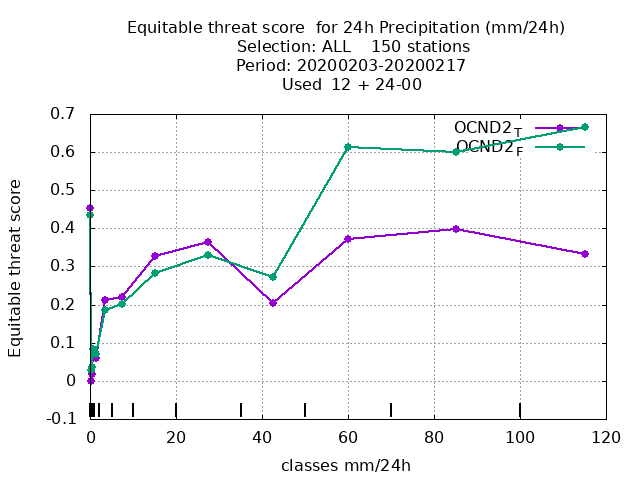 Equitable threat score  for 24h Precipitation (mm/24h)
Selection: ALL    150 stations
Period: 20200203-20200217
Used  12 + 24-00
0.7
0.6
0.5
0.4
0.3
0.2
0.1
0
-0.1
Equitable threat score
OCND2T
OCND2F
0 20 40 60 80 100 120
classes mm/24h